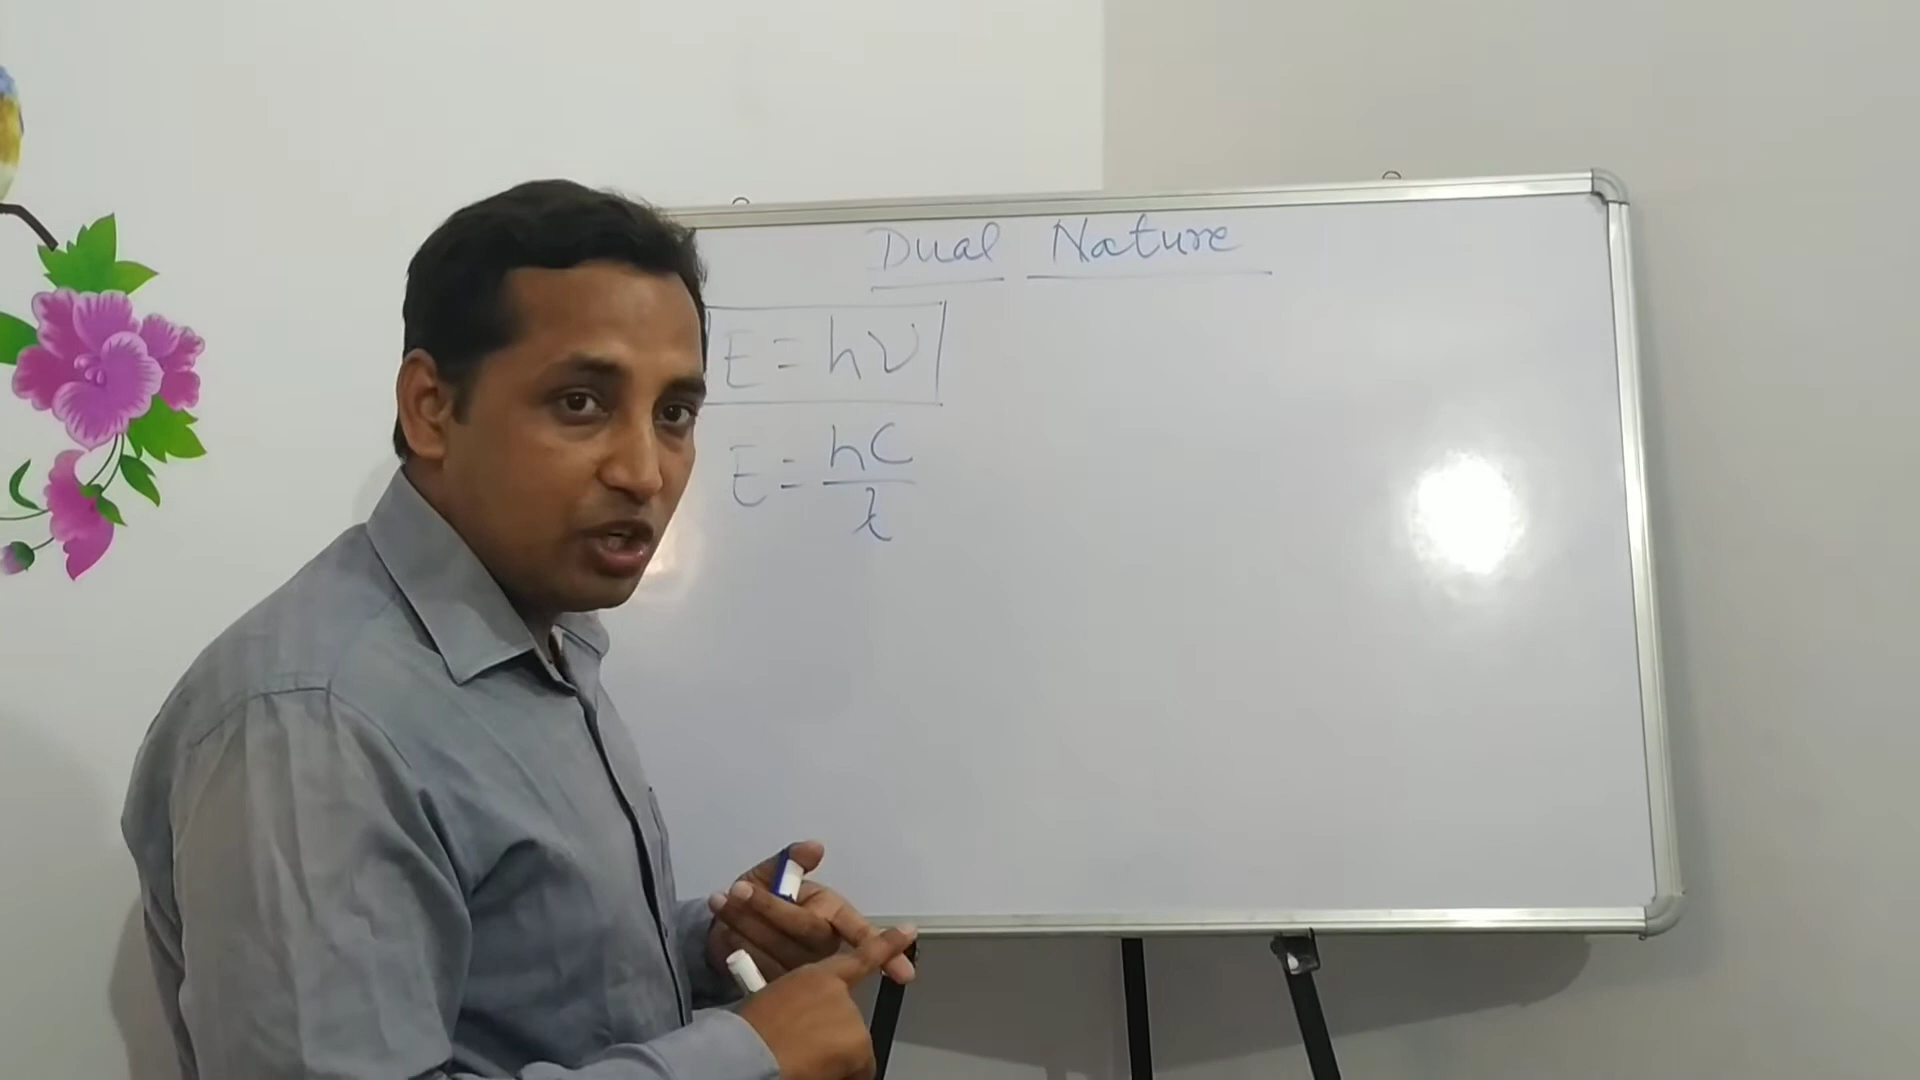 Dual Nature
E = hν
E = hC/λ